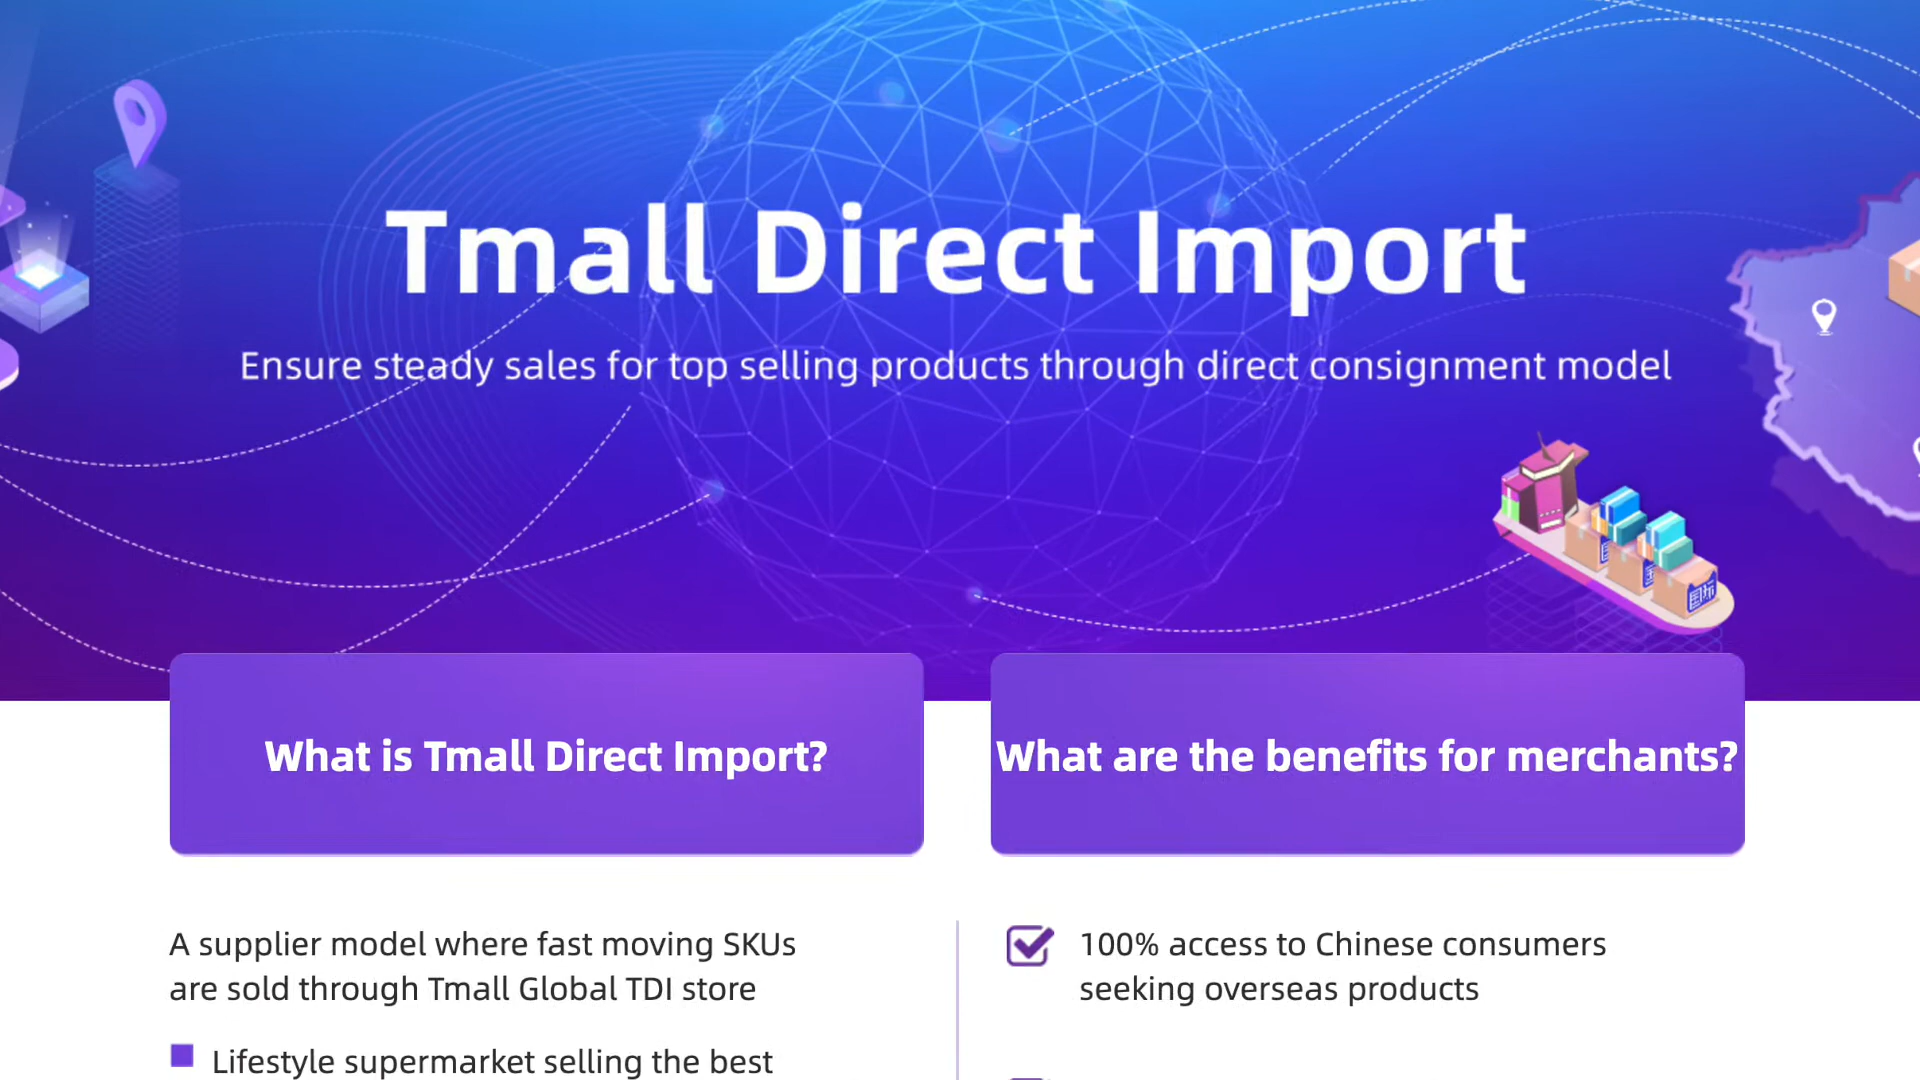 Tmall Direct Import
Ensure steady sales for top selling products through direct consignment model
国际
What is Tmall Direct Import?
What are the benefits for merchants?
A supplier model where fast moving SKUs
are sold through Tmall Global TDI store
Lifestyle supermarket selling the best
100% access to Chinese consumers
seeking overseas products